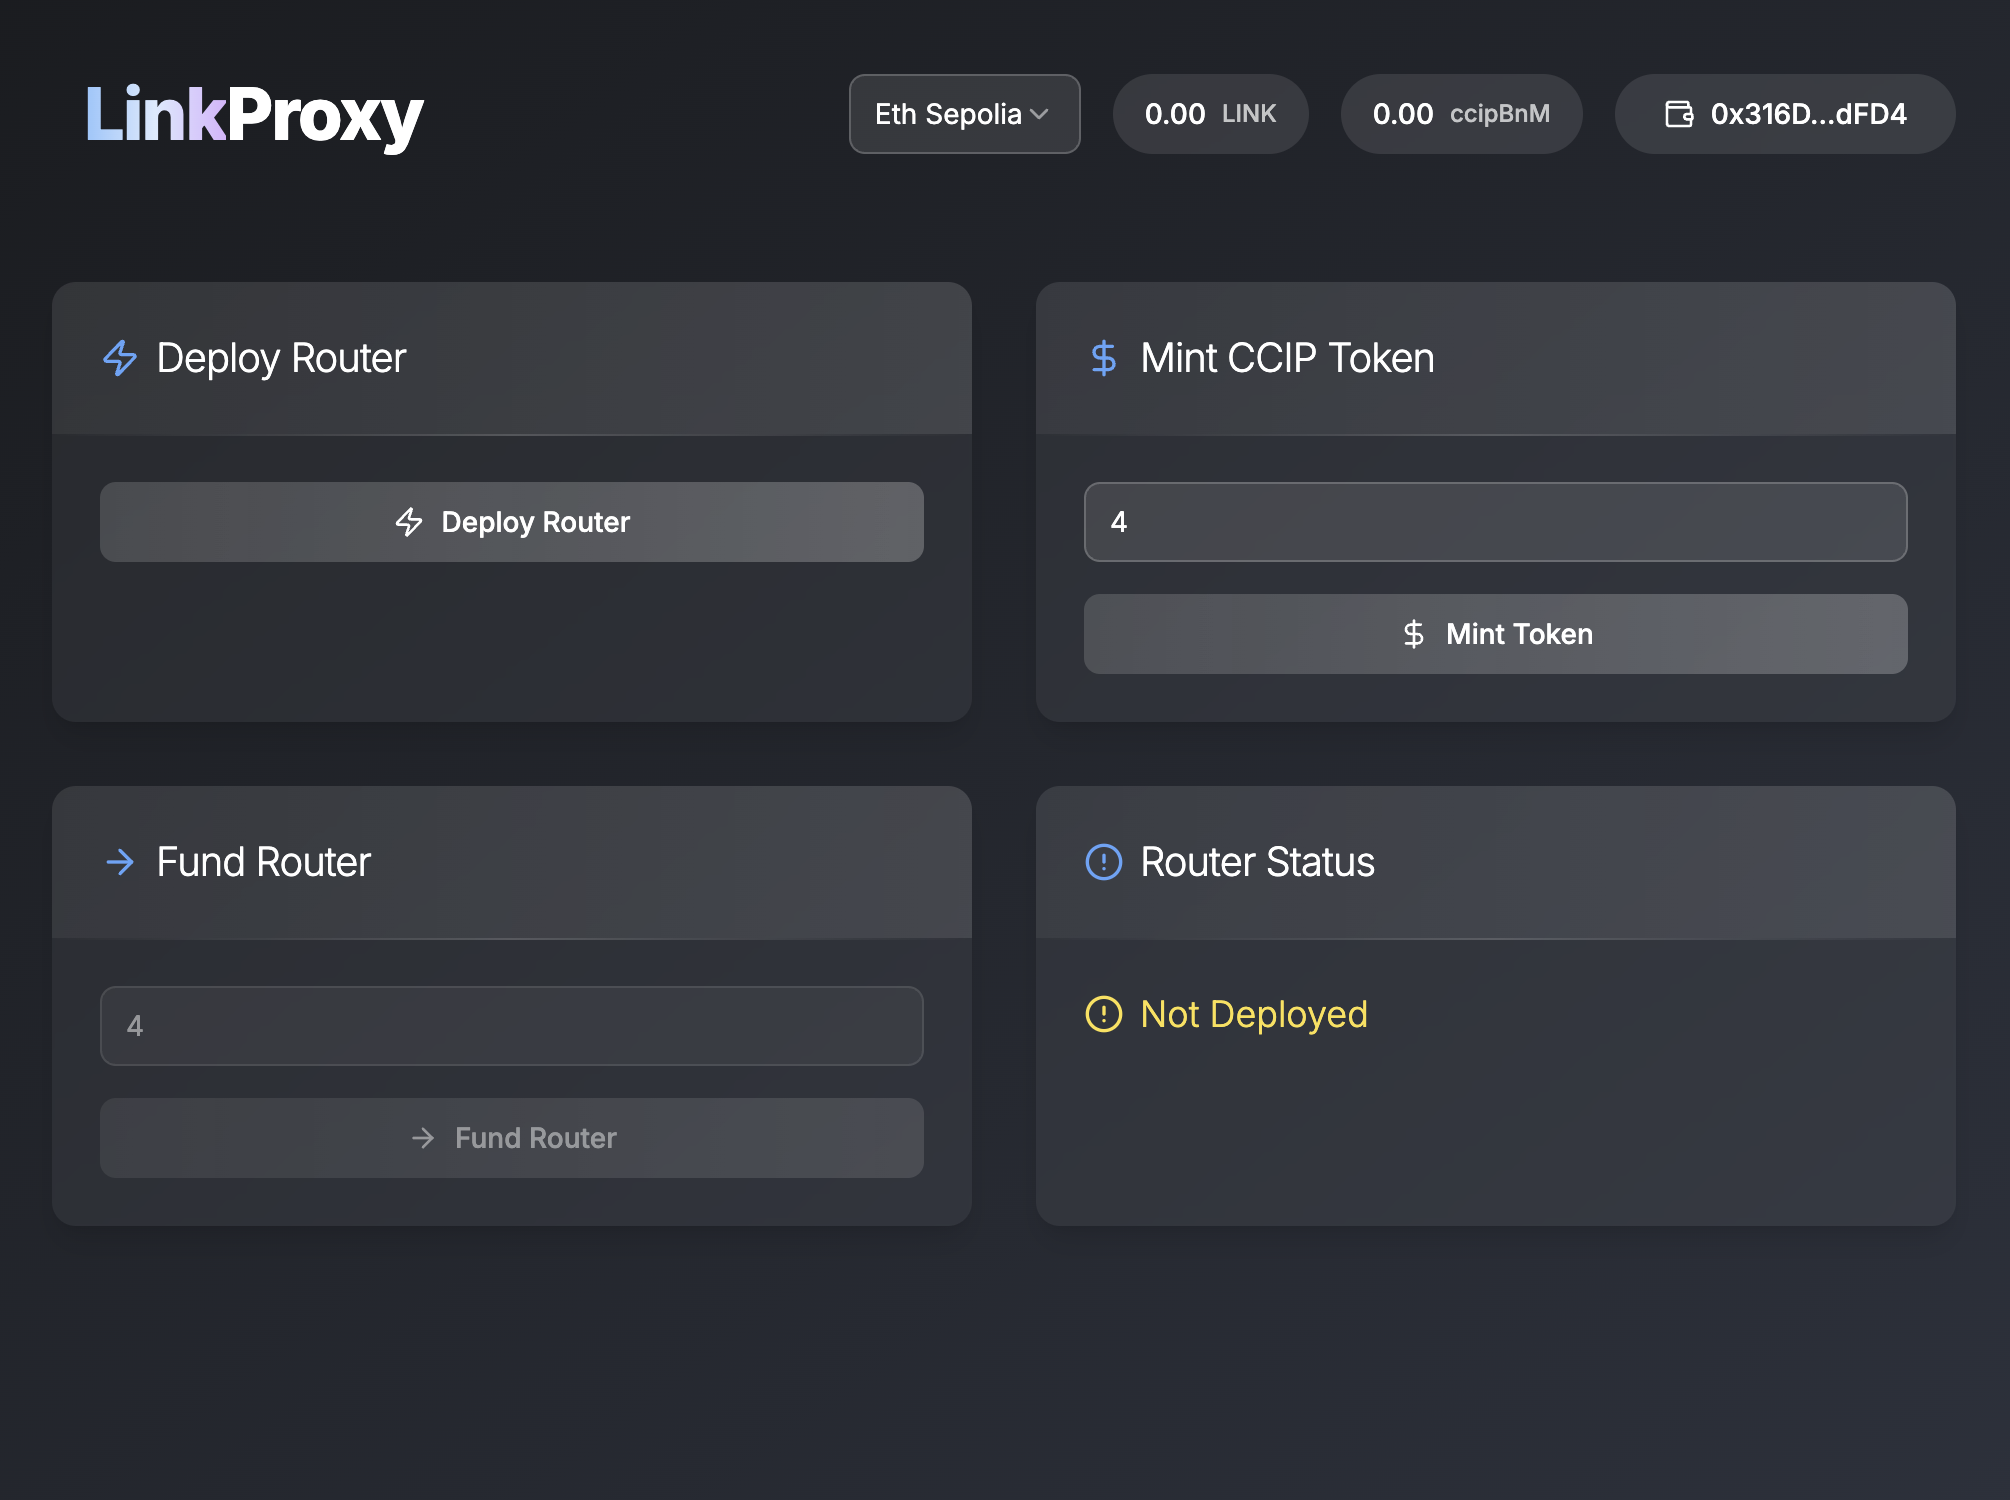 LinkProxy
Eth Sepolia
0.00 LINK
0.00 ccipBnM
0x316D...dFD4
Deploy Router
Deploy Router
Mint CCIP Token
4
Mint Token
Fund Router
4
Fund Router
Router Status
Not Deployed